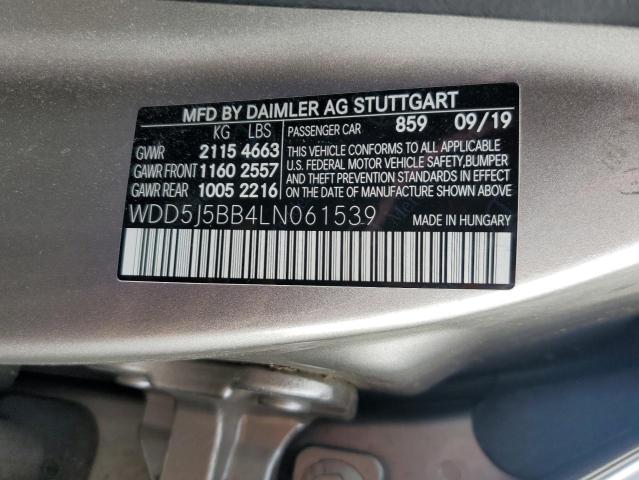 MFD BY DAIMLER AG STUTTGART
KG LBS PASSENGER CAR 859 09/19
GVWR 2115 4663
GAWR FRONT 1160 2557
GAWR REAR 1005 2216
THIS VEHICLE CONFORMS TO ALL APPLICABLE
U.S. FEDERAL MOTOR VEHICLE SAFETY, BUMPER
AND THEFT PREVENTION STANDARDS IN EFFECT
ON THE DATE OF MANUFACTURE SHOWN ABOVE.
WDD5J5BB4LN061539 MADE IN HUNGARY